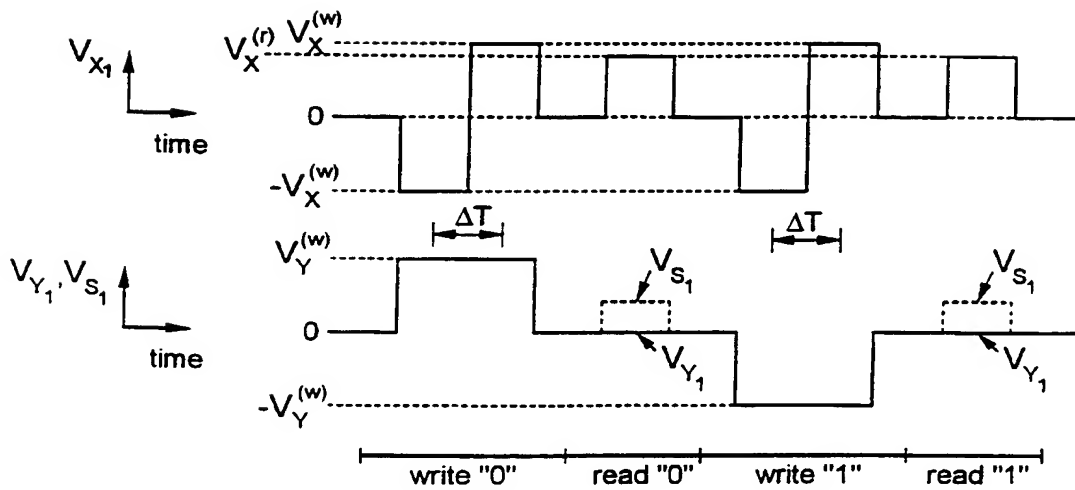 V_X^(w)
V_X^(r)
V_X₁
0
time
-V_X^(w)
ΔT ΔT
V_Y^(w)
V_Y₁, V_S₁
V_S₁ V_S₁
0
time
V_Y₁ V_Y₁
-V_Y^(w)
write "0" read "0" write "1" read "1"